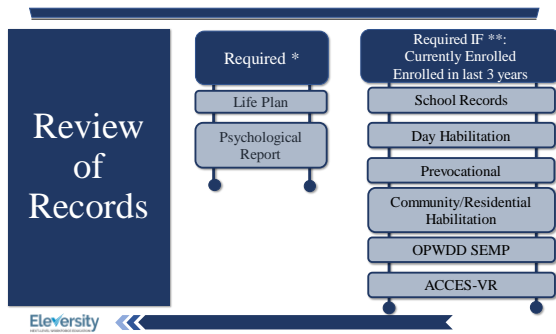 Review
of
Records
Required *
Life Plan
Psychological
Report
Required IF **:
Currently Enrolled
Enrolled in last 3 years
School Records
Day Habilitation
Prevocational
Community/Residential
Habilitation
OPWDD SEMP
ACCES-VR
Eleversity